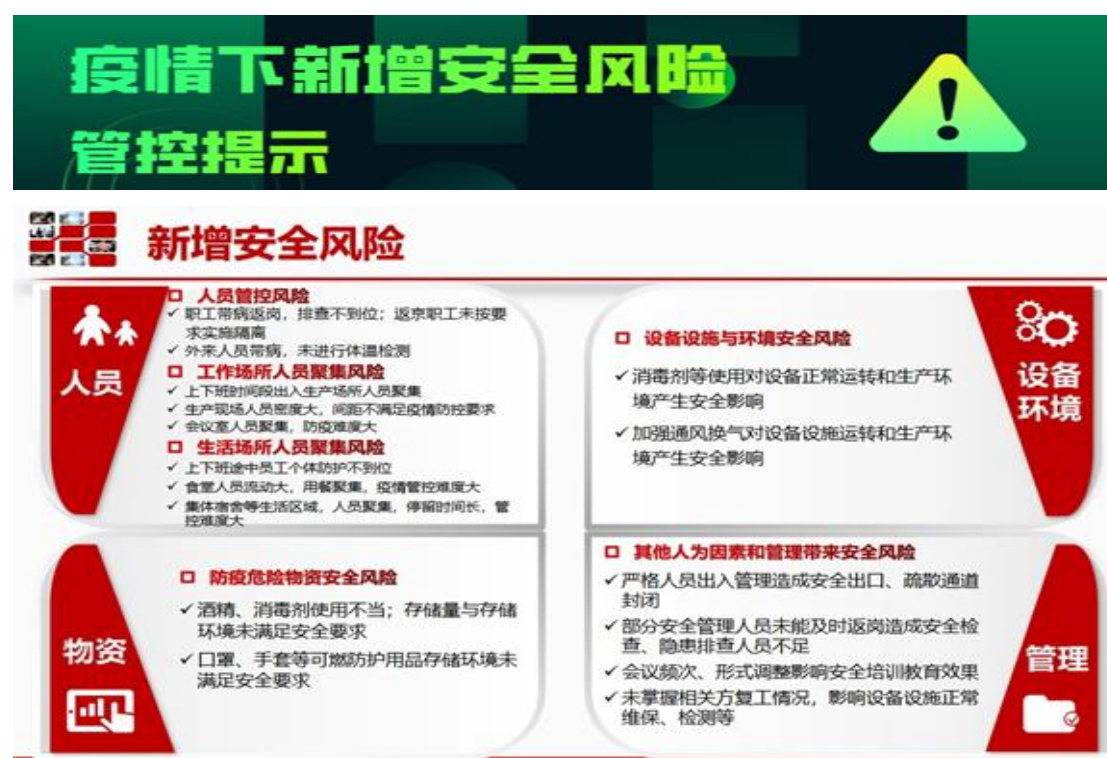 疫情下新增安全风险
管控提示
新增安全风险
人员
人员管控风险
✓ 职工带病返岗，排查不到位；返京职工未按要
求实施隔离
✓ 外来人员带病，未进行体温检测
工作场所人员聚集风险
✓ 上下班时间段出入生产场所人员聚集
✓ 生产现场人员密度大，间距不满足疫情防控要求
✓ 会议室人员聚集，防疫难度大
生活场所人员聚集风险
✓ 上下班途中员工个体防护不到位
✓ 食堂人员流动大，用餐聚集，疫情管控难度大
✓ 集体宿舍等生活区域，人员聚集，停留时间长，管
控难度大
设备
环境
设备设施与环境安全风险
✓消毒剂等使用对设备正常运转和生产环
境产生安全影响
✓加强通风换气对设备设施运转和生产环
境产生安全影响
物资
防疫危险物资安全风险
✓酒精、消毒剂使用不当；存储量与存储
环境未满足安全要求
✓口罩、手套等可燃防护用品存储环境未
满足安全要求
管理
其他人为因素和管理带来安全风险
✓严格人员出入管理造成安全出口、疏散通道
封闭
✓部分安全管理人员未能及时返岗造成安全检
查、隐患排查人员不足
✓会议频次、形式调整影响安全培训教育效果
✓未掌握相关方复工情况，影响设备设施正常
维保、检测等